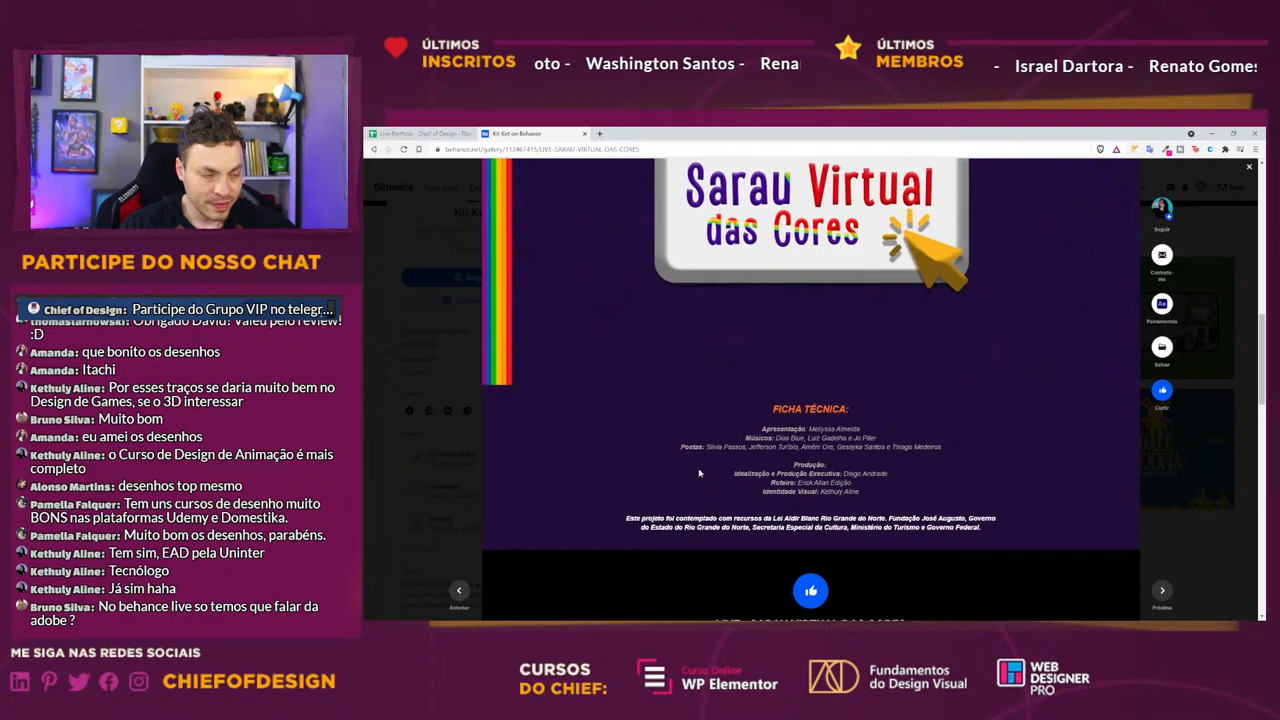 ÚLTIMOS
INSCRITOS
oto -   Washington Santos -   Rena
ÚLTIMOS
MEMBROS
-   Israel Dartora -   Renato Gomes
PARTICIPE DO NOSSO CHAT
Chief of Design: Participe do Grupo VIP no telegr...
thomastarnowski: Obrigado David! Valeu pelo review!
:D
Amanda: que bonito os desenhos
Amanda: Itachi
Kethuly Aline: Por esses traços se daria muito bem no
Design de Games, se o 3D interessar
Bruno Silva: Muito bom
Amanda: eu amei os desenhos
Kethuly Aline: o Curso de Design de Animação é mais
completo
Alonso Martins: desenhos top mesmo
Pamella Falquer: Tem uns cursos de desenho muito
BONS nas plataformas Udemy e Domestika.
Pamella Falquer: Muito bom os desenhos, parabéns.
Kethuly Aline: Tem sim, EAD pela Uninter
Kethuly Aline: Tecnólogo
Kethuly Aline: Já sim haha
Bruno Silva: No behance live so temos que falar da
adobe ?
ME SIGA NAS REDES SOCIAIS
CHIEFOFDESIGN
Live Portfolio - Chief of Design - Plan
Kit Ket on Behance
behance.net/gallery/112467415/LIVE-SARAU-VIRTUAL-DAS-CORES
Sarau Virtual
das Cores
FICHA TÉCNICA:
Apresentação: Mellyssa Almeida
Músicos: Dias Blue, Luiz Gadelha e Jo Piter
Poetas: Silvia Passos, Jefferson Turíbio, Amém Ore, Gessyka Santos e Thiago Medeiros
Produção:
Idealização e Produção Executiva: Diego Andrade
Roteiro: Erick Allan Edição
Identidade Visual: Kethuly Aline
Este projeto foi contemplado com recursos da Lei Aldir Blanc Rio Grande do Norte. Fundação José Augusto, Governo
do Estado do Rio Grande do Norte, Secretaria Especial da Cultura, Ministério do Turismo e Governo Federal.
Seguir
Contrate-
me
Ae
Ferramentas
Salvar
Curtir
Anterior
Próximo
CURSOS
DO CHIEF:
Curso Online
WP Elementor
Fundamentos
do Design Visual
WEB
DESIGNER
PRO